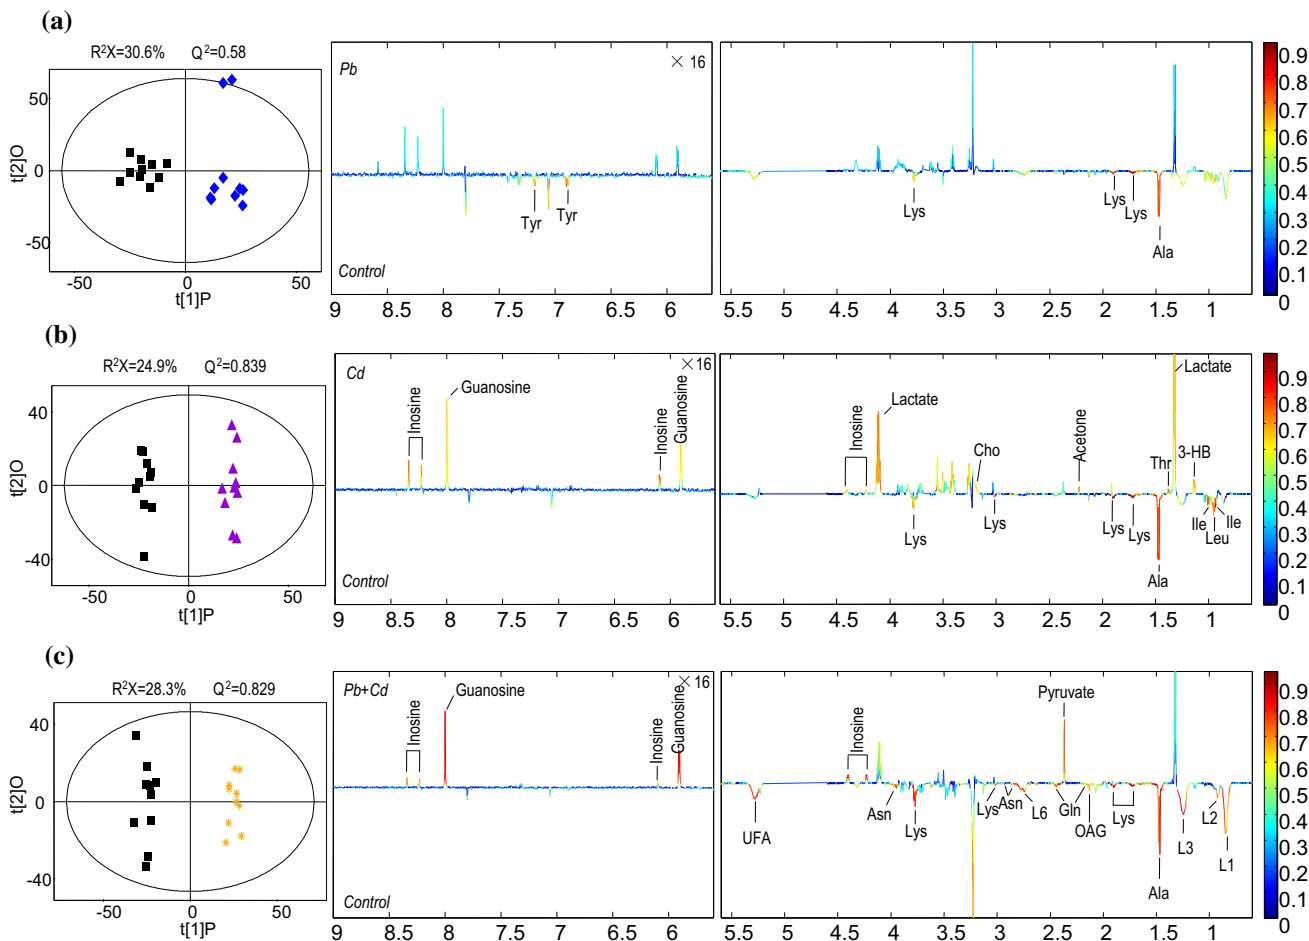 (a)
R²X=30.6% Q²=0.58
50
0
-50
t[2]O
-50 0 50
t[1]P
Pb
× 16
Tyr Tyr
Control
9 8.5 8 7.5 7 6.5 6
Lys Lys Lys
Ala
5.5 5 4.5 4 3.5 3 2.5 2 1.5 1
0.9
0.8
0.7
0.6
0.5
0.4
0.3
0.2
0.1
0
(b)
R²X=24.9% Q²=0.839
40
0
-40
t[2]O
-50 0 50
t[1]P
Cd
× 16
Inosine Guanosine Inosine Guanosine
Control
9 8.5 8 7.5 7 6.5 6
Inosine Lactate Cho Acetone Thr 3-HB Lactate
Lys Lys Lys Lys Ala Ile Leu Ile
5.5 5 4.5 4 3.5 3 2.5 2 1.5 1
0.9
0.8
0.7
0.6
0.5
0.4
0.3
0.2
0.1
0
(c)
R²X=28.3% Q²=0.829
40
0
-40
t[2]O
-50 0 50
t[1]P
Pb+Cd
× 16
Inosine Guanosine Inosine Guanosine
Control
9 8.5 8 7.5 7 6.5 6
Inosine Pyruvate
UFA Asn Lys Lys Asn L6 Gln OAG Lys Ala L3 L2 L1
5.5 5 4.5 4 3.5 3 2.5 2 1.5 1
0.9
0.8
0.7
0.6
0.5
0.4
0.3
0.2
0.1
0